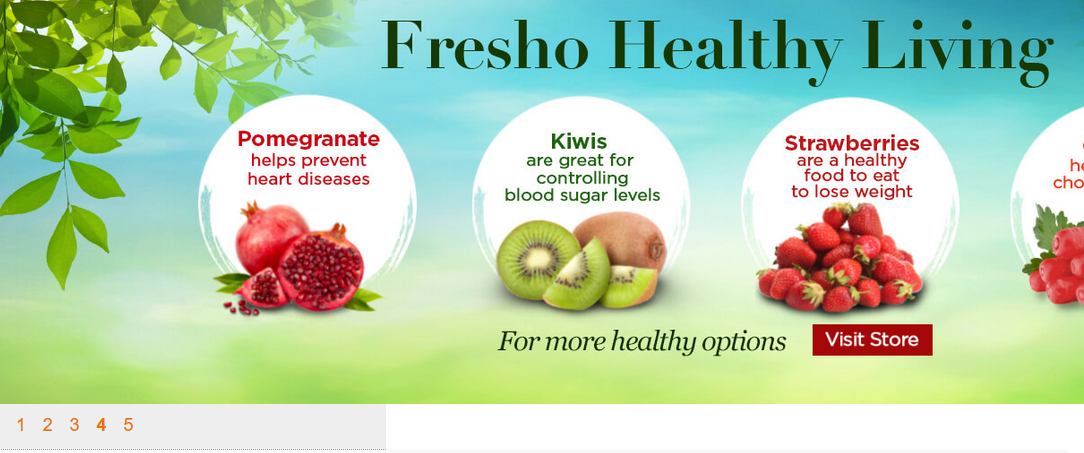 Fresho Healthy Living
Pomegranate
helps prevent
heart diseases
Kiwis
are great for
controlling
blood sugar levels
Strawberries
are a healthy
food to eat
to lose weight
For more healthy options
Visit Store
1 2 3 4 5